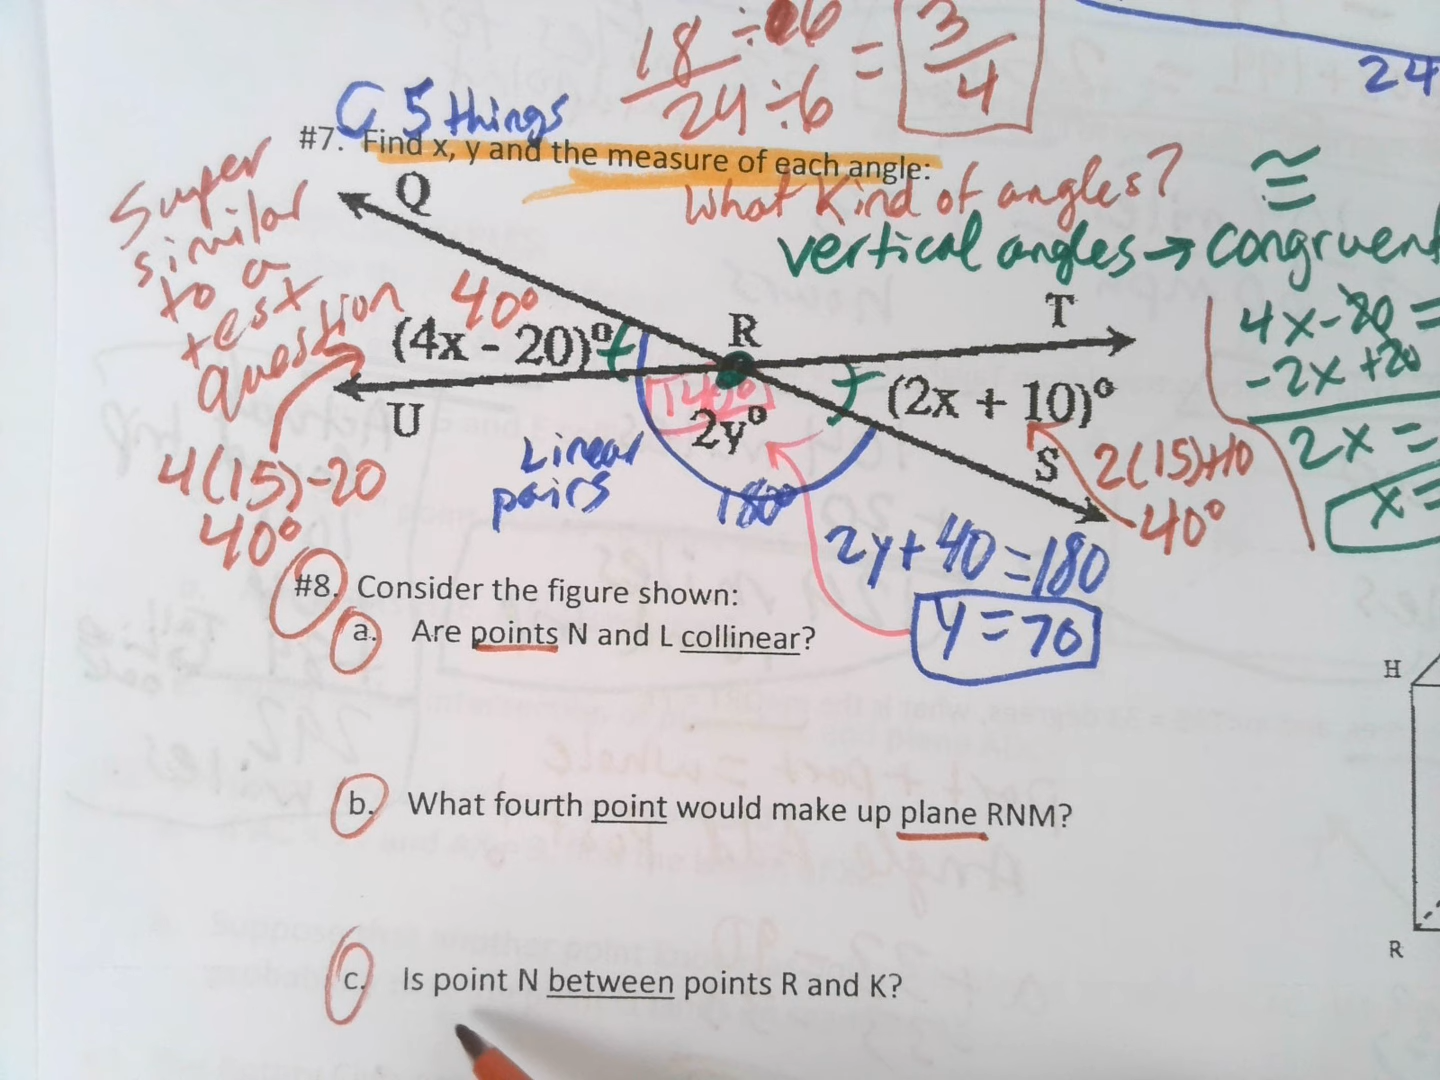 18 ÷ 6 = 3
24 ÷ 6 4
24
5 things
#7. Find x, y and the measure of each angle:
What Kind of angles?
≅
vertical angles → congruent
Super
similar
to a
test
question
Q
40°
(4x - 20)°
R
T
4x-20 =
-2x +20
2x =
x =
140°
2y°
(2x + 10)°
U
S
Linear
pairs
180°
2(15)+10
40°
4(15)-20
40°
2y + 40 = 180
y = 70
#8. Consider the figure shown:
a. Are points N and L collinear?
H
b. What fourth point would make up plane RNM?
R
c. Is point N between points R and K?